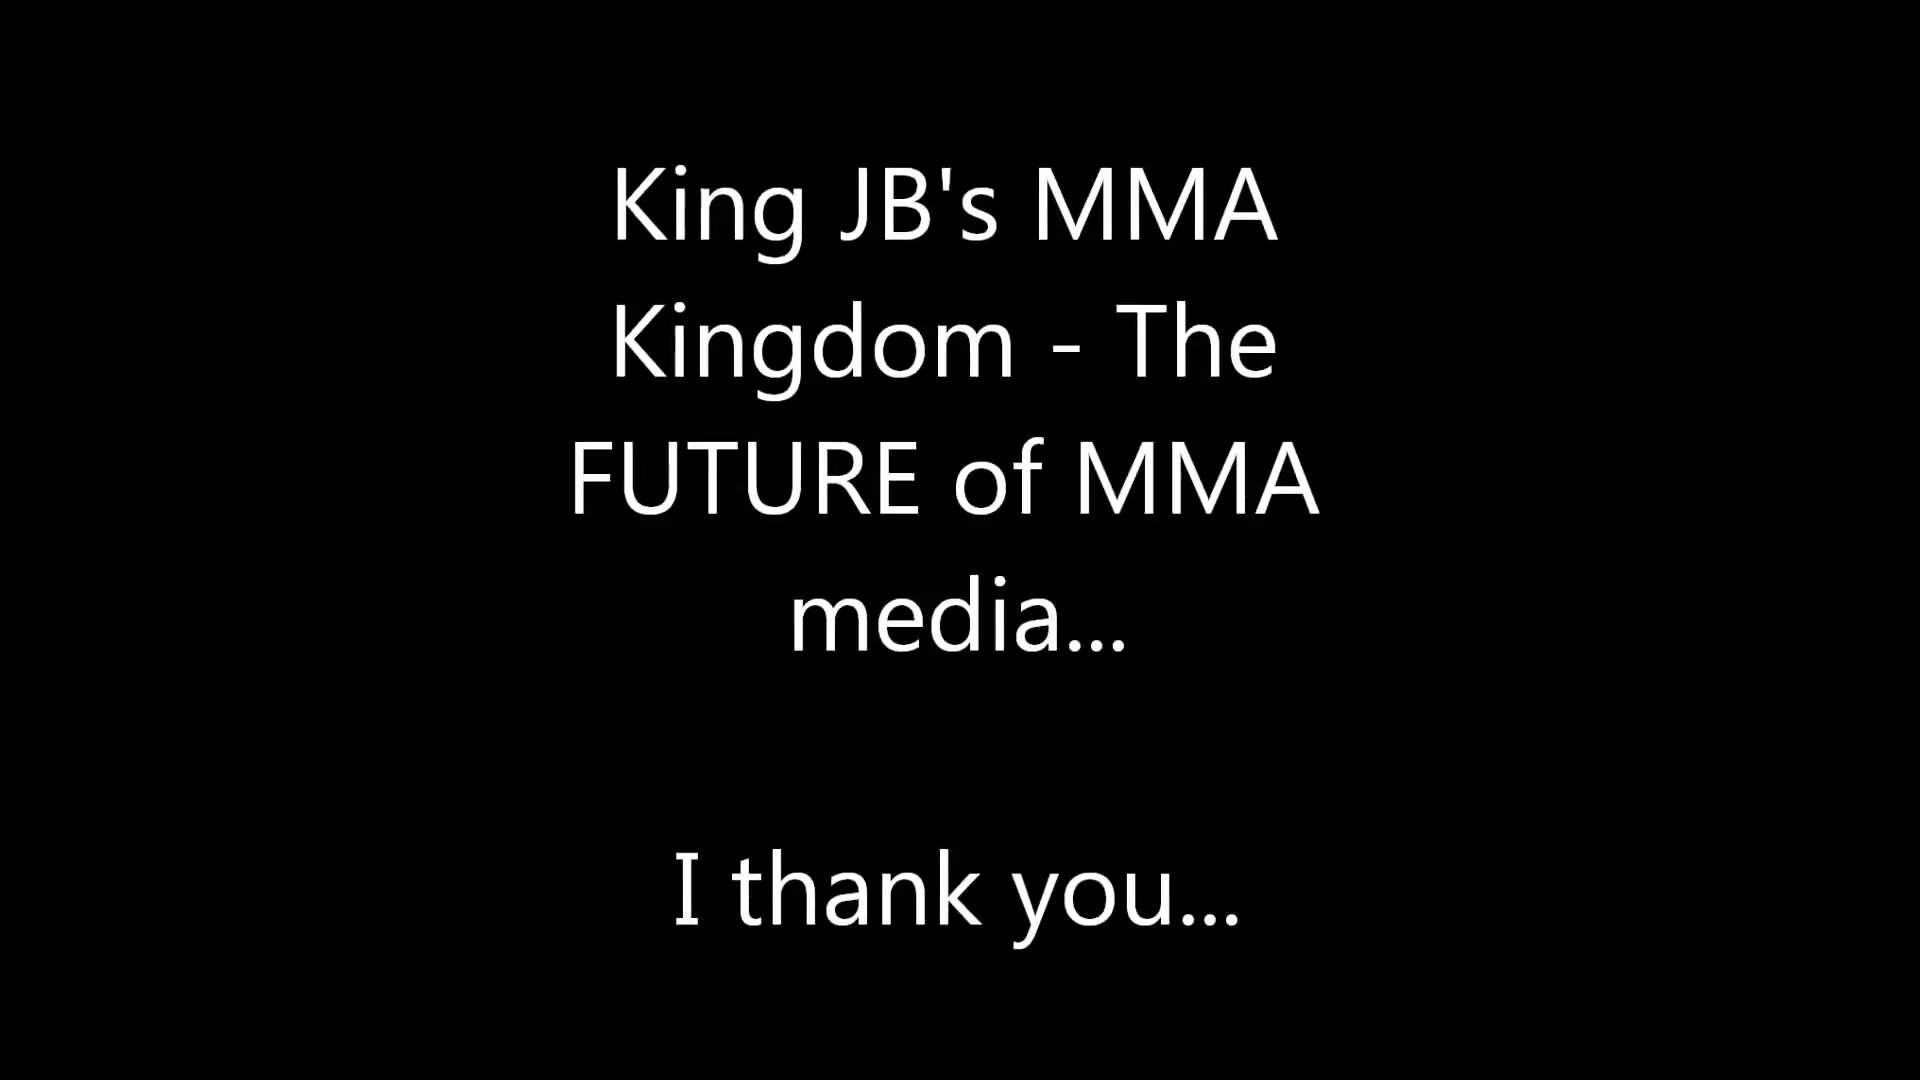 King JB's MMA
Kingdom - The
FUTURE of MMA
media...
I thank you...